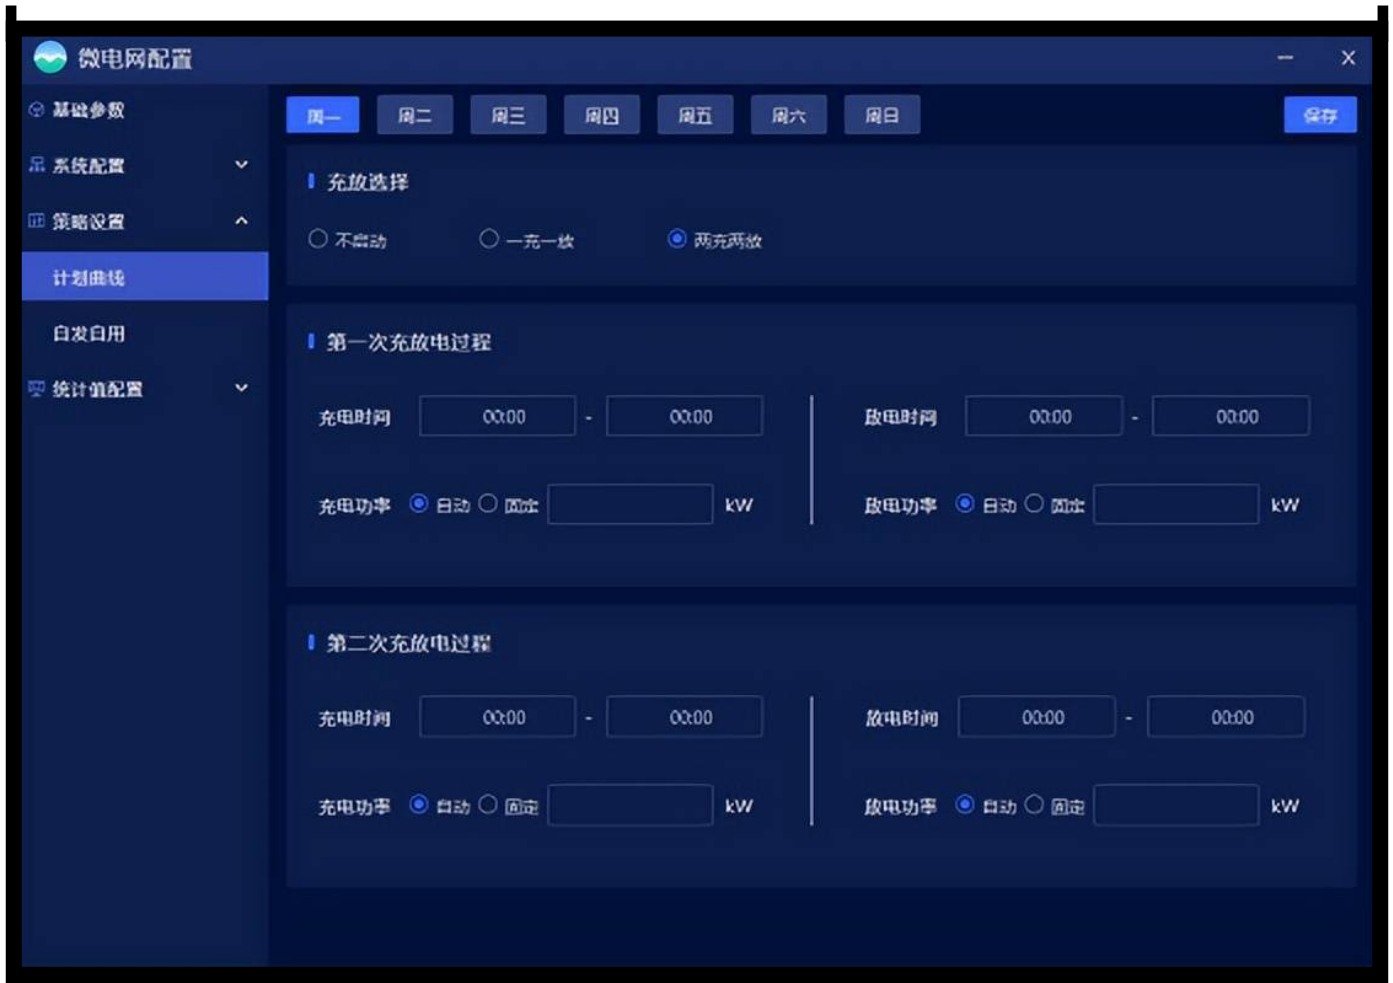 微电网配置
基础参数
系统配置
策略设置
计划曲线
自发自用
统计值配置
周一 周二 周三 周四 周五 周六 周日 保存
充放选择
不启动 一充一放 两充两放
第一次充放电过程
充电时间 00:00 - 00:00 放电时间 00:00 - 00:00
充电功率 自动 固定 kW 放电功率 自动 固定 kW
第二次充放电过程
充电时间 00:00 - 00:00 放电时间 00:00 - 00:00
充电功率 自动 固定 kW 放电功率 自动 固定 kW